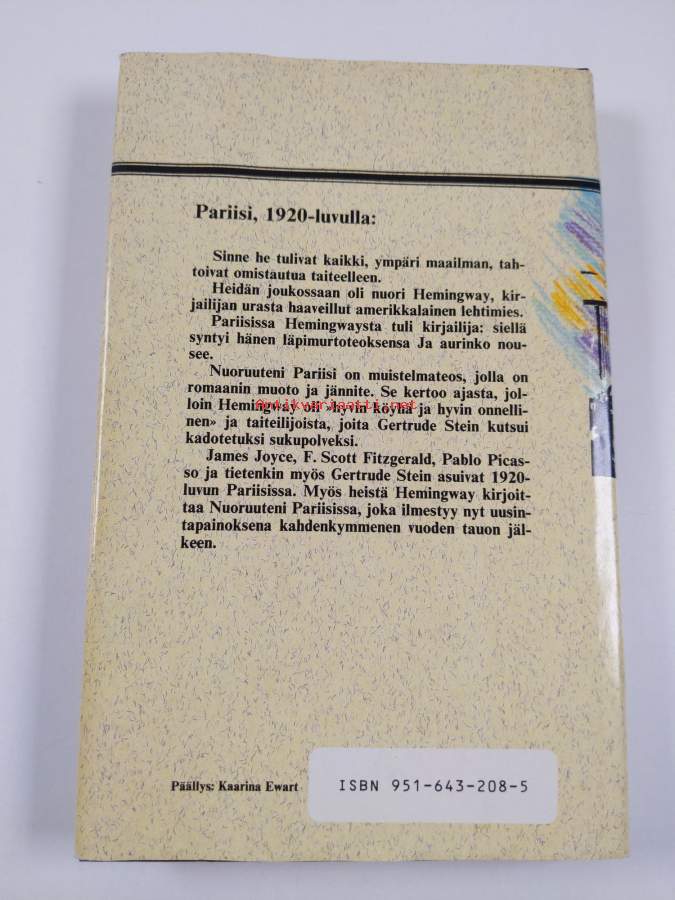 Pariisi, 1920-luvulla:
Sinne he tulivat kaikki, ympäri maailman, tah-
toivat omistautua taiteelleen.
Heidän joukossaan oli nuori Hemingway, kir-
jailijan urasta haaveillut amerikkalainen lehtimies.
Pariisissa Hemingwaysta tuli kirjailija: siellä
syntyi hänen läpimurtoteoksensa Ja aurinko nou-
see.
Nuoruuteni Pariisi on muistelmateos, jolla on
romaanin muoto ja jännite. Se kertoo ajasta, jol-
loin Hemingway oli »hyvin köyhä ja hyvin onnelli-
Antikvariaatti.net
nen» ja taiteilijoista, joita Gertrude Stein kutsui
kadotetuksi sukupolveksi.
James Joyce, F. Scott Fitzgerald, Pablo Picas-
so ja tietenkin myös Gertrude Stein asuivat 1920-
luvun Pariisissa. Myös heistä Hemingway kirjoit-
taa Nuoruuteni Pariisissa, joka ilmestyy nyt uusin-
tapainoksena kahdenkymmenen vuoden tauon jäl-
keen.
Päällys: Kaarina Ewart
ISBN 951-643-208-5